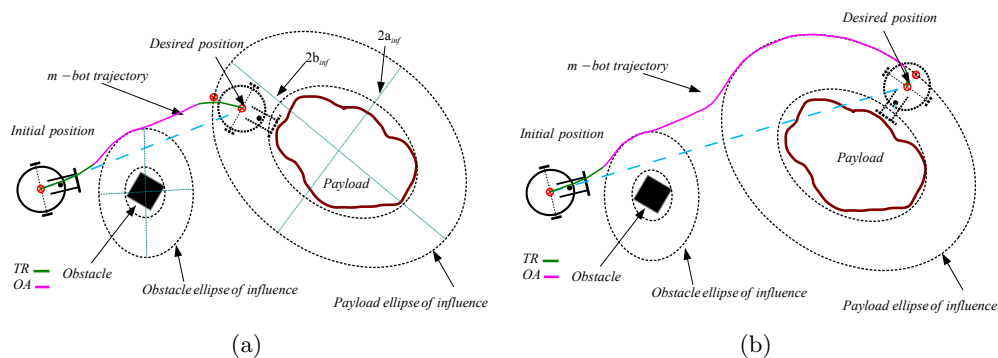 Desired position
2b_inf
2a_inf
m −bot trajectory
Initial position
Payload
TR
OA
Obstacle
Obstacle ellipse of influence
Payload ellipse of influence
(a)
Desired position
m −bot trajectory
Initial position
Payload
TR
OA
Obstacle
Obstacle ellipse of influence
Payload ellipse of influence
(b)